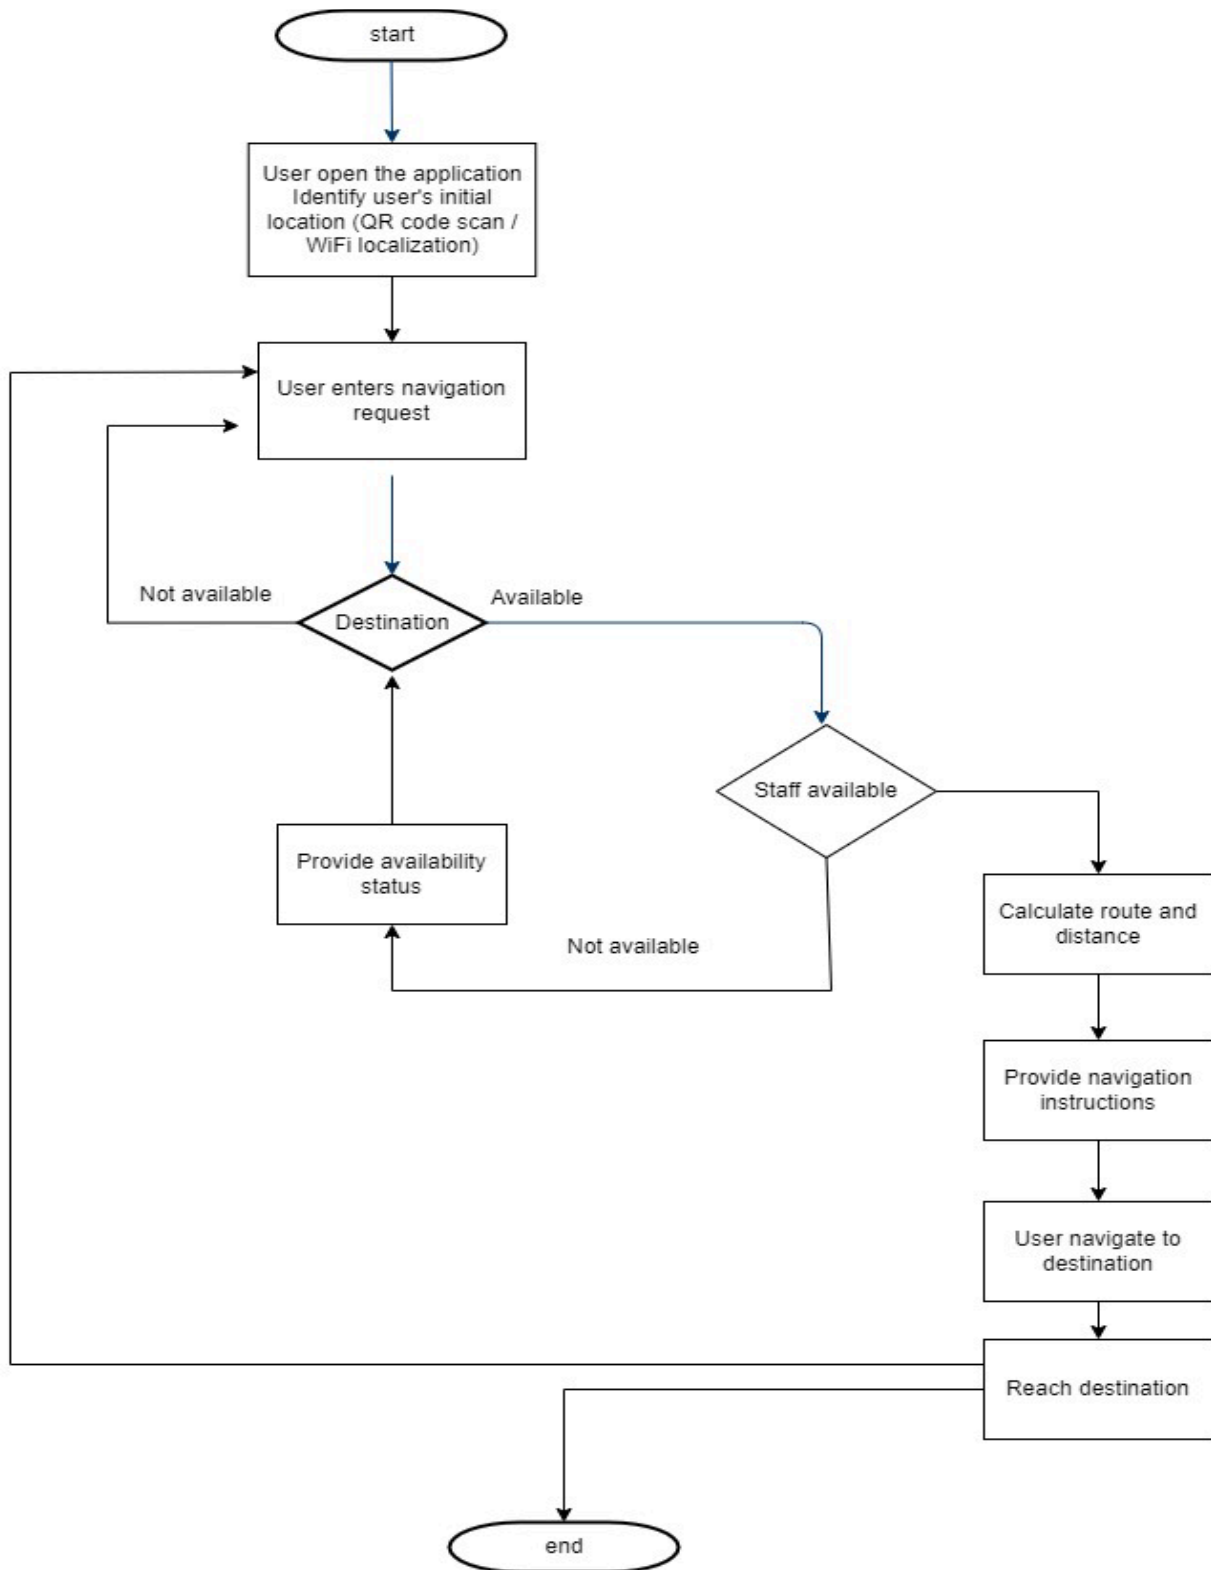 start
User open the application
Identify user's initial
location (QR code scan /
WiFi localization)
User enters navigation
request
Not available
Available
Destination
Staff available
Provide availability
status
Not available
Calculate route and
distance
Provide navigation
instructions
User navigate to
destination
Reach destination
end